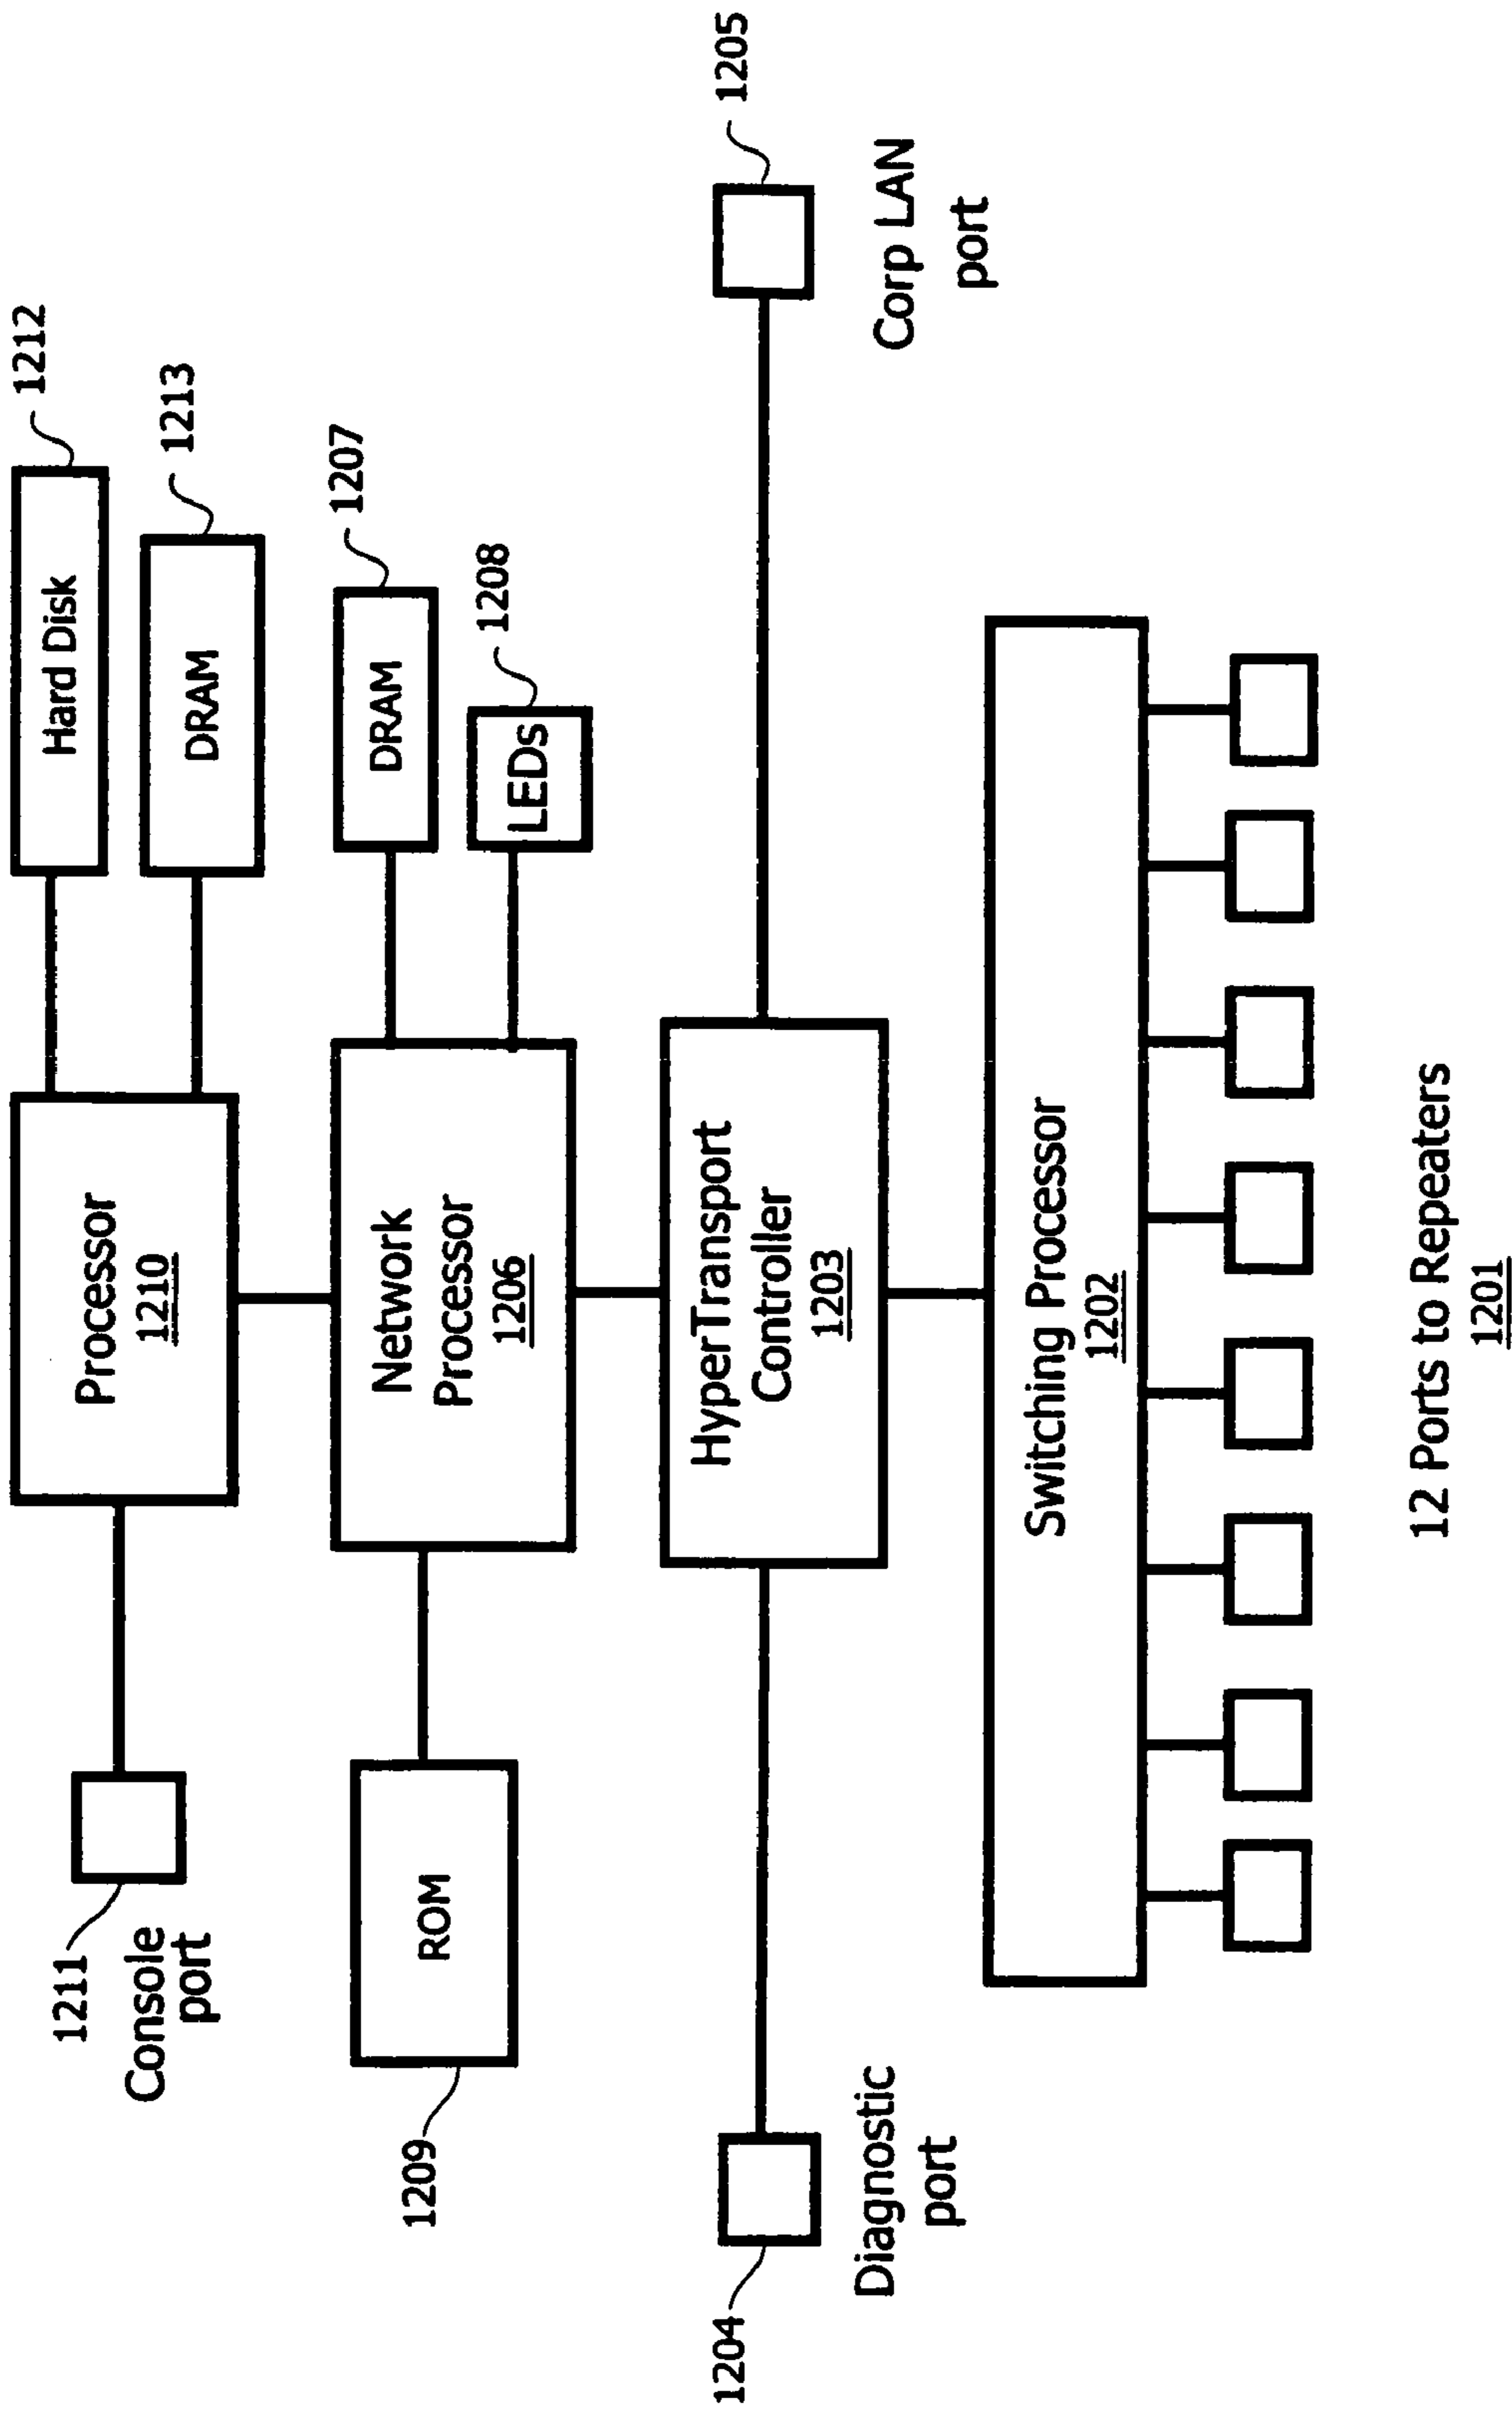 1212
Hard Disk
1213
DRAM
Processor
1210
1211
Console
port
1207
DRAM
1208
LEDs
Network
Processor
1206
ROM
1209
1205
Corp LAN
port
HyperTransport
Controller
1203
1204
Diagnostic
port
Switching Processor
1202
12 Ports to Repeaters
1201